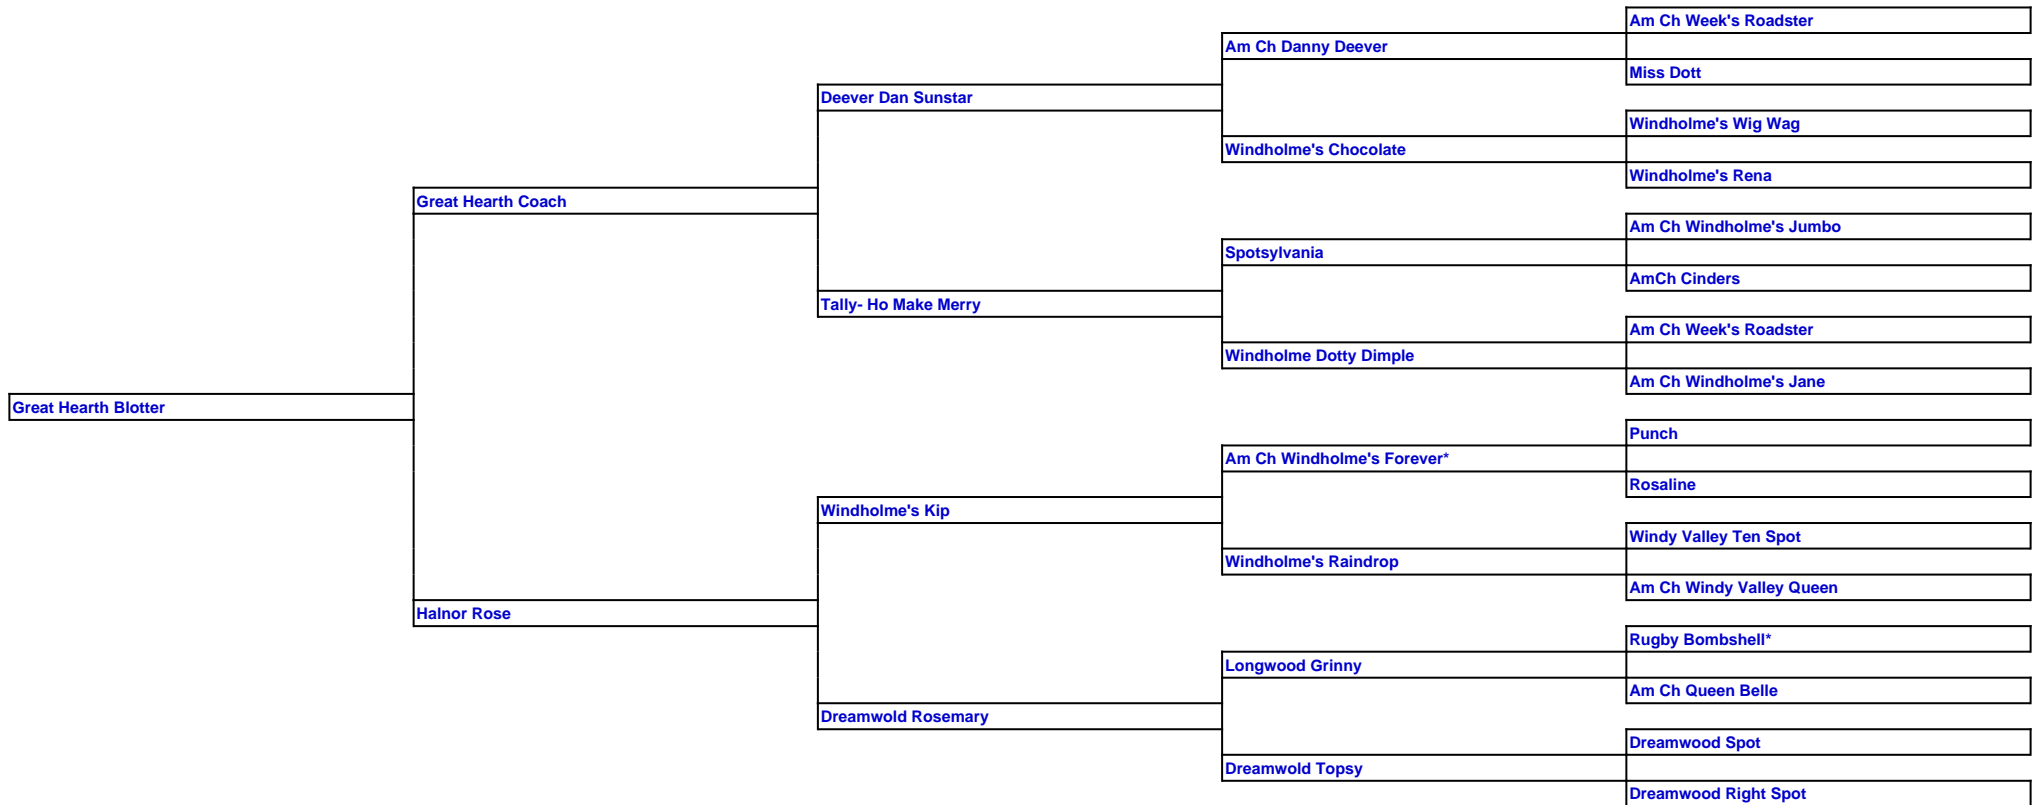 Am Ch Week's Roadster
Am Ch Danny Deever
Miss Dott
Deever Dan Sunstar
Windholme's Wig Wag
Windholme's Chocolate
Windholme's Rena
Great Hearth Coach
Am Ch Windholme's Jumbo
Spotsylvania
AmCh Cinders
Tally- Ho Make Merry
Am Ch Week's Roadster
Windholme Dotty Dimple
Am Ch Windholme's Jane
Great Hearth Blotter
Punch
Am Ch Windholme's Forever*
Rosaline
Windholme's Kip
Windy Valley Ten Spot
Windholme's Raindrop
Am Ch Windy Valley Queen
Halnor Rose
Rugby Bombshell*
Longwood Grinny
Am Ch Queen Belle
Dreamwold Rosemary
Dreamwood Spot
Dreamwold Topsy
Dreamwood Right Spot